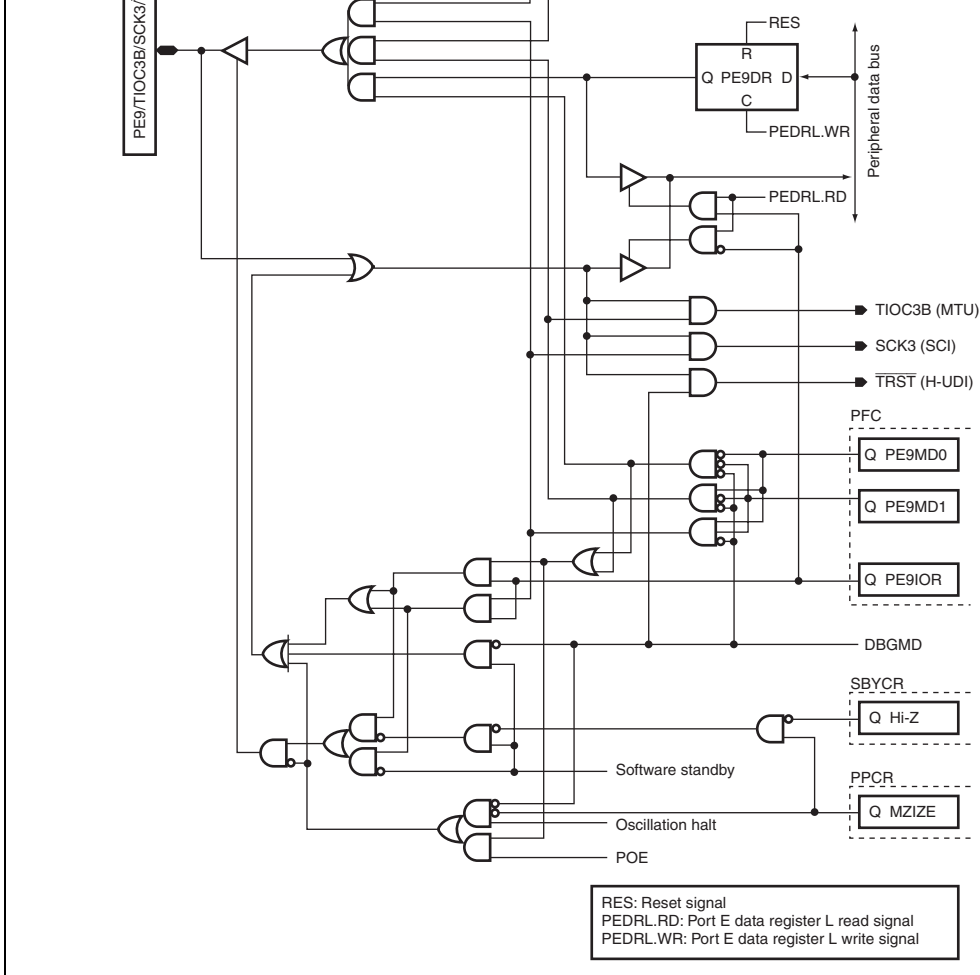 PE9/TIOC3B/SCK3/
RES
R
Q PE9DR D
C
PEDRL.WR
Peripheral data bus
PEDRL.RD
TIOC3B (MTU)
SCK3 (SCI)
TRST (H-UDI)
PFC
Q PE9MD0
Q PE9MD1
Q PE9IOR
DBGMD
SBYCR
Q Hi-Z
Software standby
PPCR
Q MZIZE
Oscillation halt
POE
RES: Reset signal
PEDRL.RD: Port E data register L read signal
PEDRL.WR: Port E data register L write signal